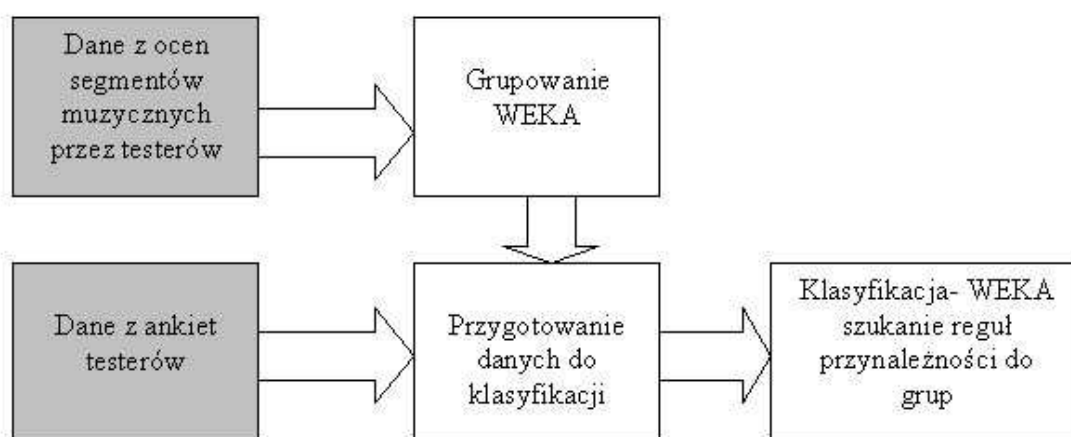 Dane z ocen
segmentów
muzycznych
przez testerów
Grupowanie
WEKA
Dane z ankiet
testerów
Przygotowanie
danych do
klasyfikacji
Klasyfikacja- WEKA
szukanie reguł
przynależności do
grup